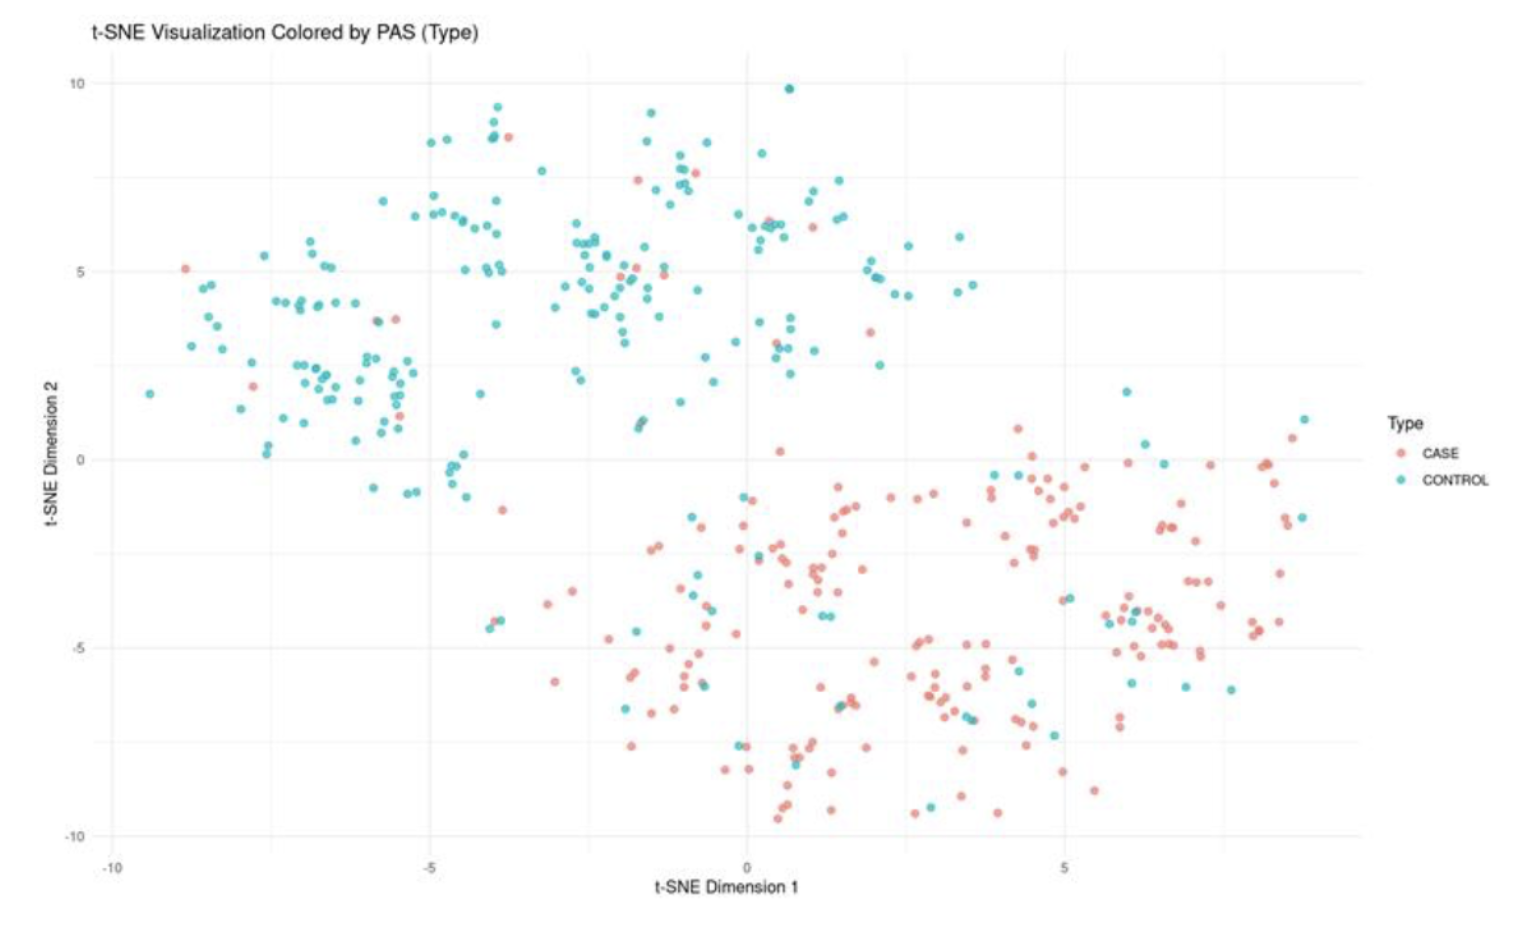 t-SNE Visualization Colored by PAS (Type)
10
5
0
-5
-10
t-SNE Dimension 2
-10
-5
0
5
t-SNE Dimension 1
Type
CASE
CONTROL